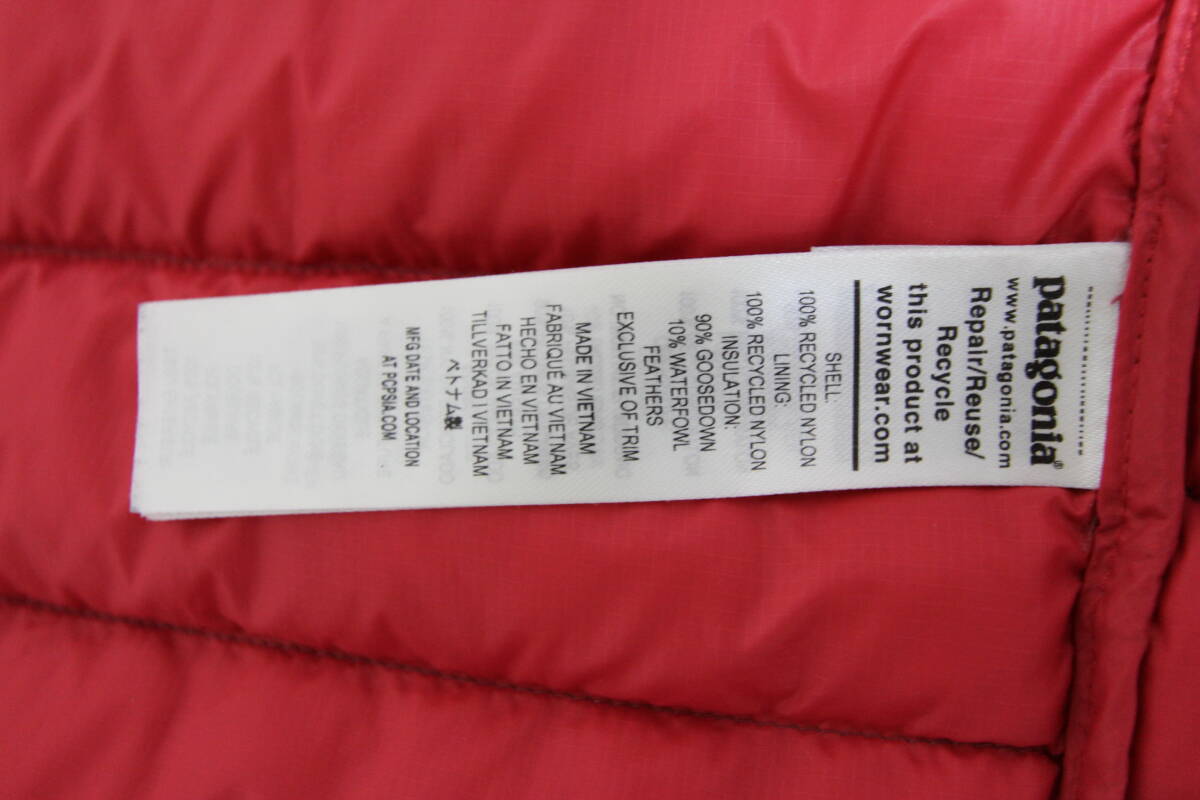 patagonia®
www.patagonia.com
Repair/Reuse/
Recycle
this product at
wornwear.com
SHELL:
100% RECYCLED NYLON
LINING:
100% RECYCLED NYLON
INSULATION:
90% GOOSEDOWN
10% WATERFOWL
FEATHERS
EXCLUSIVE OF TRIM
MADE IN VIETNAM
FABRIQUÉ AU VIETNAM
HECHO EN VIETNAM
FATTO IN VIETNAM
TILLVERKAD I VIETNAM
ベトナム製
MFG DATE AND LOCATION
AT PCPSIA.COM